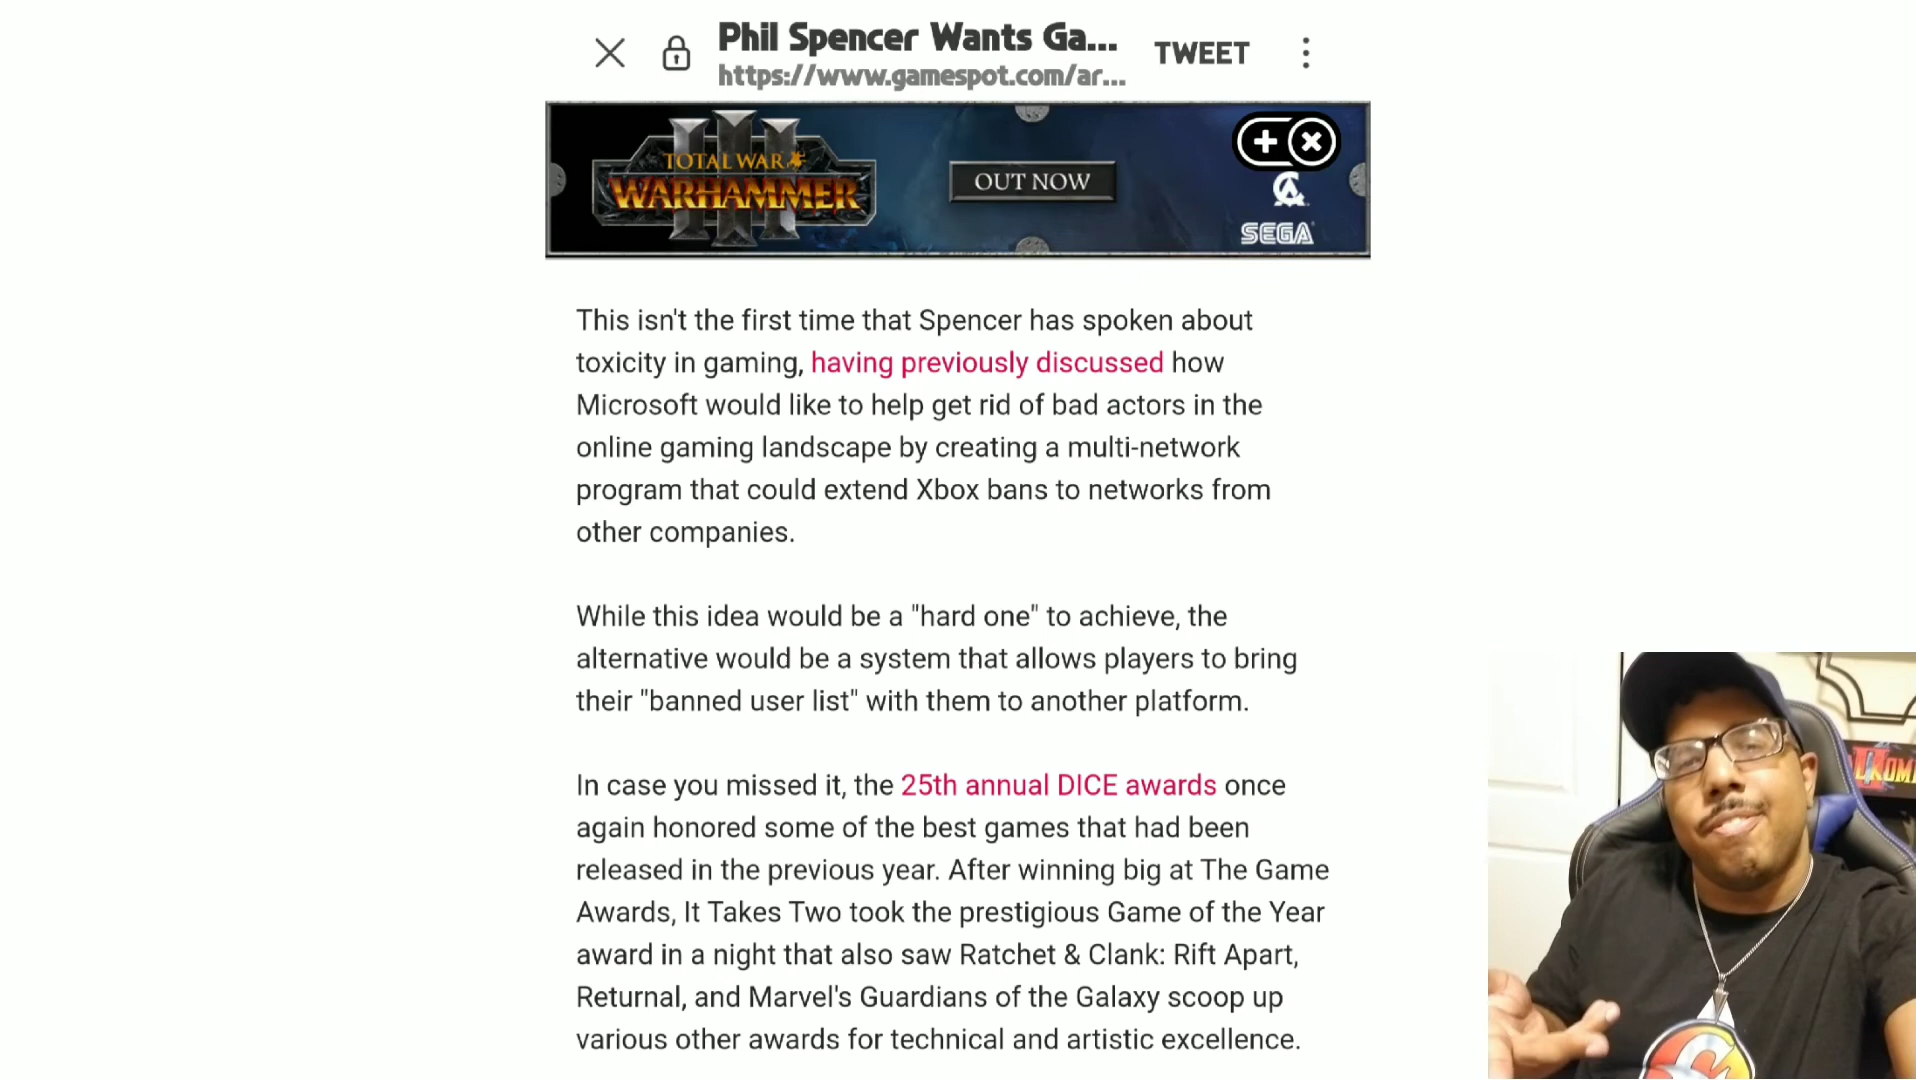 Phil Spencer Wants Ga...
https://www.gamespot.com/ar...
TWEET
TOTAL WAR
WARHAMMER
III
OUT NOW
SEGA
This isn't the first time that Spencer has spoken about
toxicity in gaming, having previously discussed how
Microsoft would like to help get rid of bad actors in the
online gaming landscape by creating a multi-network
program that could extend Xbox bans to networks from
other companies.
While this idea would be a "hard one" to achieve, the
alternative would be a system that allows players to bring
their "banned user list" with them to another platform.
In case you missed it, the 25th annual DICE awards once
again honored some of the best games that had been
released in the previous year. After winning big at The Game
Awards, It Takes Two took the prestigious Game of the Year
award in a night that also saw Ratchet & Clank: Rift Apart,
Returnal, and Marvel's Guardians of the Galaxy scoop up
various other awards for technical and artistic excellence.